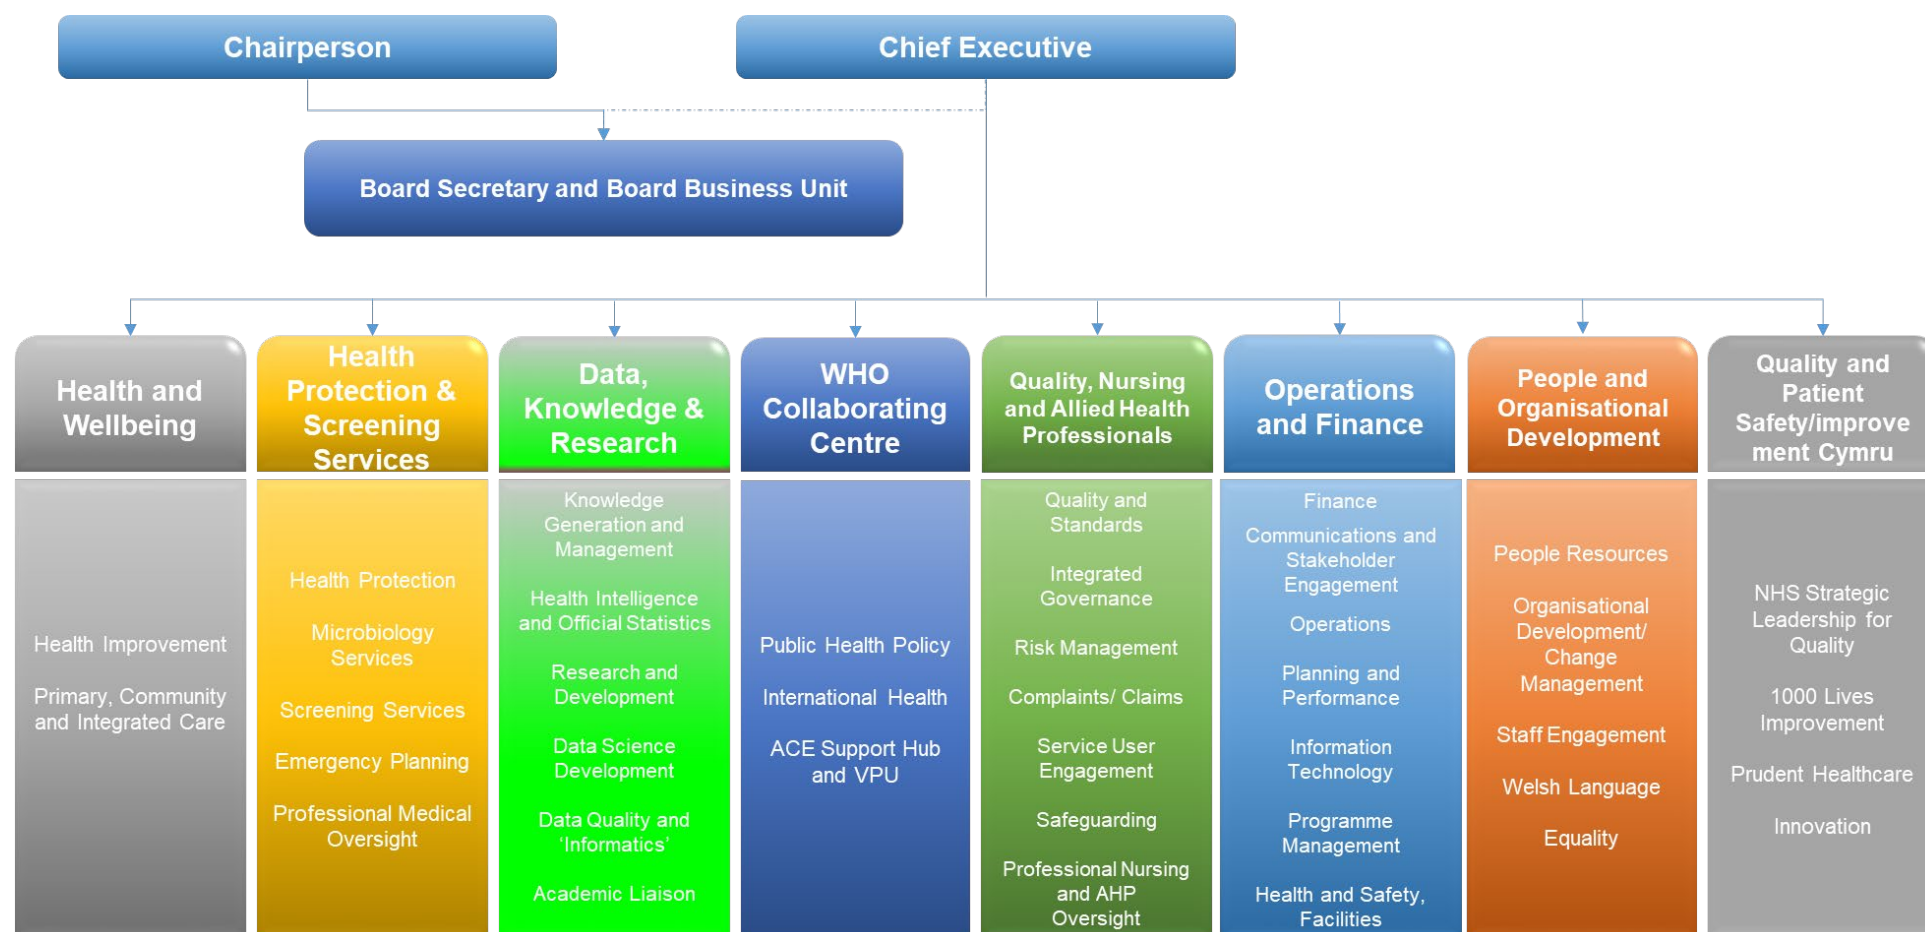 Chairperson
Chief Executive
Board Secretary and Board Business Unit
Health and
Wellbeing
Health
Protection &
Screening
Services
Data,
Knowledge &
Research
WHO
Collaborating
Centre
Quality, Nursing
and Allied Health
Professionals
Operations
and Finance
People and
Organisational
Development
Quality and
Patient
Safety/improve
ment Cymru
Health Improvement
Primary, Community
and Integrated Care
Health Protection
Microbiology
Services
Screening Services
Emergency Planning
Professional Medical
Oversight
Knowledge
Generation and
Management
Health Intelligence
and Official Statistics
Research and
Development
Data Science
Development
Data Quality and
‘Informatics’
Academic Liaison
Public Health Policy
International Health
ACE Support Hub
and VPU
Quality and
Standards
Integrated
Governance
Risk Management
Complaints/ Claims
Service User
Engagement
Safeguarding
Professional Nursing
and AHP
Oversight
Finance
Communications and
Stakeholder
Engagement
Operations
Planning and
Performance
Information
Technology
Programme
Management
Health and Safety,
Facilities
People Resources
Organisational
Development/
Change
Management
Staff Engagement
Welsh Language
Equality
NHS Strategic
Leadership for
Quality
1000 Lives
Improvement
Prudent Healthcare
Innovation